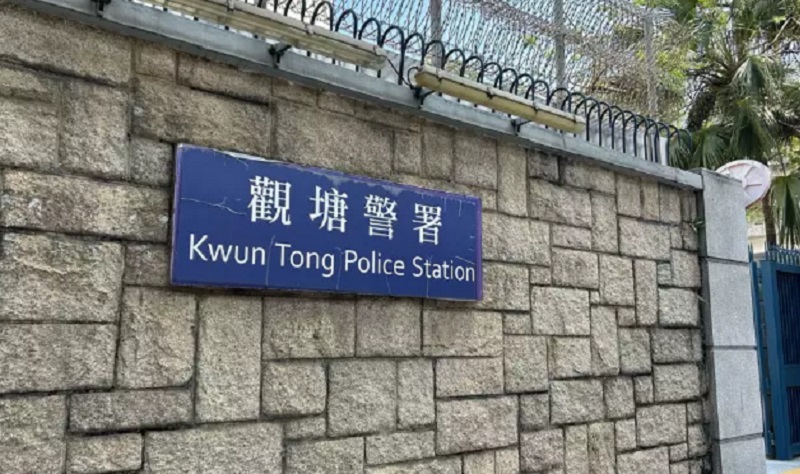 觀塘警署
Kwun Tong Police Station